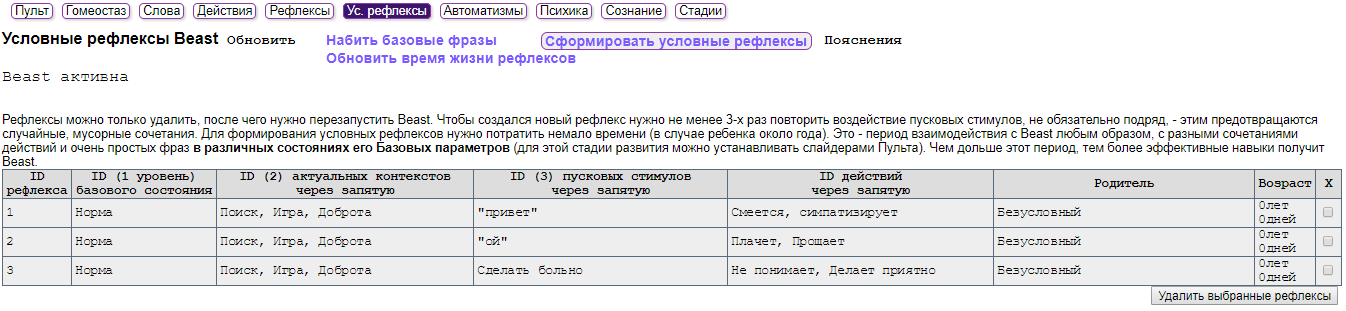 Пульт Гомеостаз Слова Действия Рефлексы Ус. рефлексы Автоматизмы Психика Сознание Стадии
Условные рефлексы Beast Обновить Набить базовые фразы Сформировать условные рефлексы Пояснения
Обновить время жизни рефлексов
Beast активна
Рефлексы можно только удалить, после чего нужно перезапустить Beast. Чтобы создался новый рефлекс нужно не менее 3-х раз повторить воздействие пусковых стимулов, не обязательно подряд, - этим предотвращаются
случайные, мусорные сочетания. Для формирования условных рефлексов нужно потратить немало времени (в случае ребенка около года). Это - период взаимодействия с Beast любым образом, с разными сочетаниями
действий и очень простых фраз в различных состояниях его Базовых параметров (для этой стадии развития можно устанавливать слайдерами Пульта). Чем дольше этот период, тем более эффективные навыки получит
Beast.
ID рефлекса ID (1 уровень) базового состояния ID (2) актуальных контекстов через запятую ID (3) пусковых стимулов через запятую ID действий через запятую Родитель Возраст X
1 Норма Поиск, Игра, Доброта "привет" Смеется, симпатизирует Безусловный 0лет 0дней
2 Норма Поиск, Игра, Доброта "ой" Плачет, Прощает Безусловный 0лет 0дней
3 Норма Поиск, Игра, Доброта Сделать больно Не понимает, Делает приятно Безусловный 0лет 0дней
Удалить выбранные рефлексы